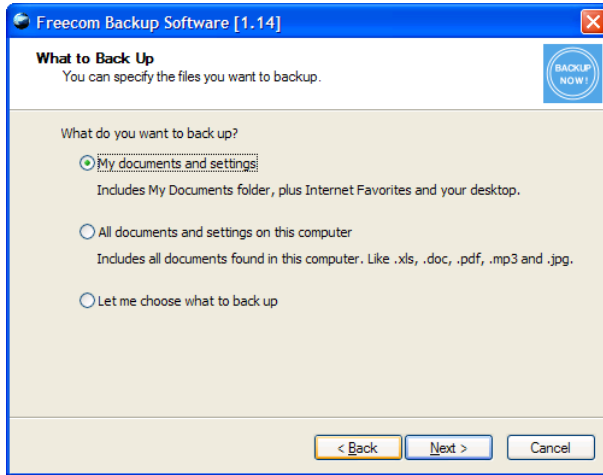 Freecom Backup Software [1.14]
What to Back Up
You can specify the files you want to backup.
BACKUP
NOW!
What do you want to back up?
My documents and settings
Includes My Documents folder, plus Internet Favorites and your desktop.
All documents and settings on this computer
Includes all documents found in this computer. Like .xls, .doc, .pdf, .mp3 and .jpg.
Let me choose what to back up
< Back Next > Cancel